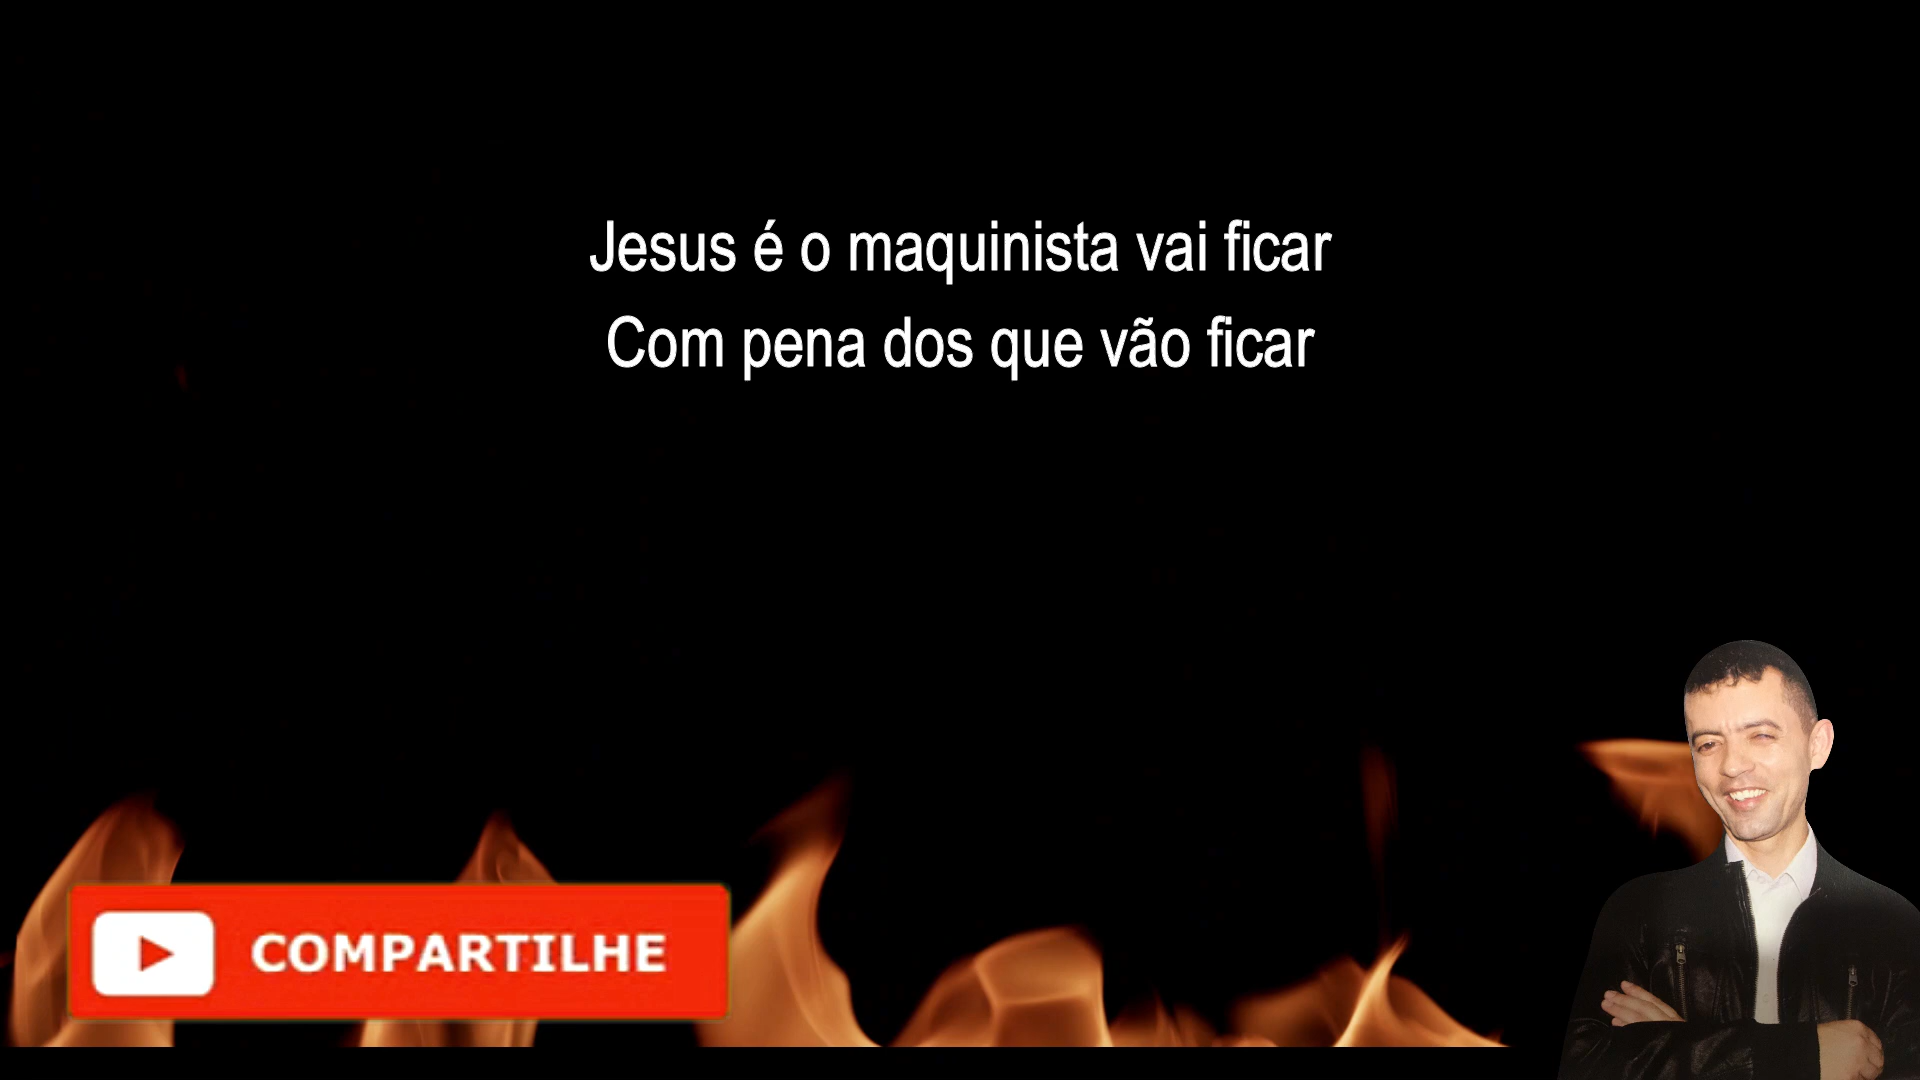 Jesus é o maquinista vai ficar
Com pena dos que vão ficar
COMPARTILHE